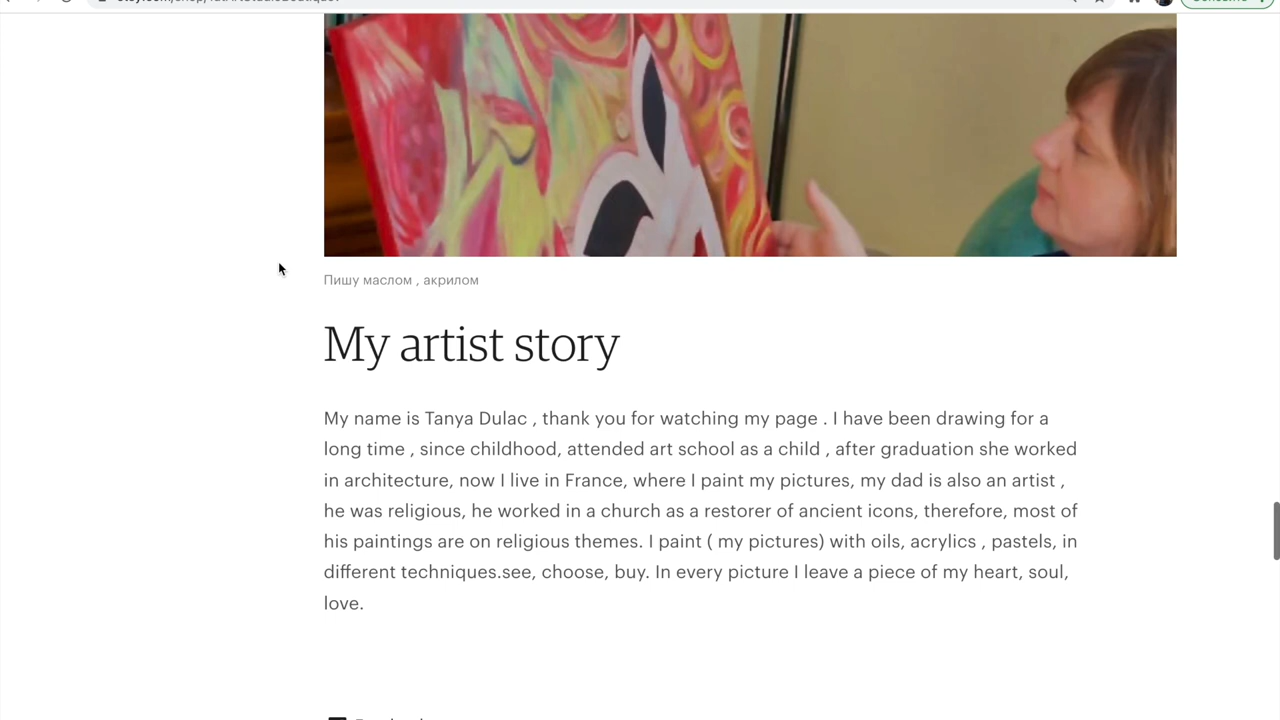 Пишу маслом , акрилом
My artist story
My name is Tanya Dulac , thank you for watching my page . I have been drawing for a
long time , since childhood, attended art school as a child , after graduation she worked
in architecture, now I live in France, where I paint my pictures, my dad is also an artist ,
he was religious, he worked in a church as a restorer of ancient icons, therefore, most of
his paintings are on religious themes. I paint ( my pictures) with oils, acrylics , pastels, in
different techniques.see, choose, buy. In every picture I leave a piece of my heart, soul,
love.